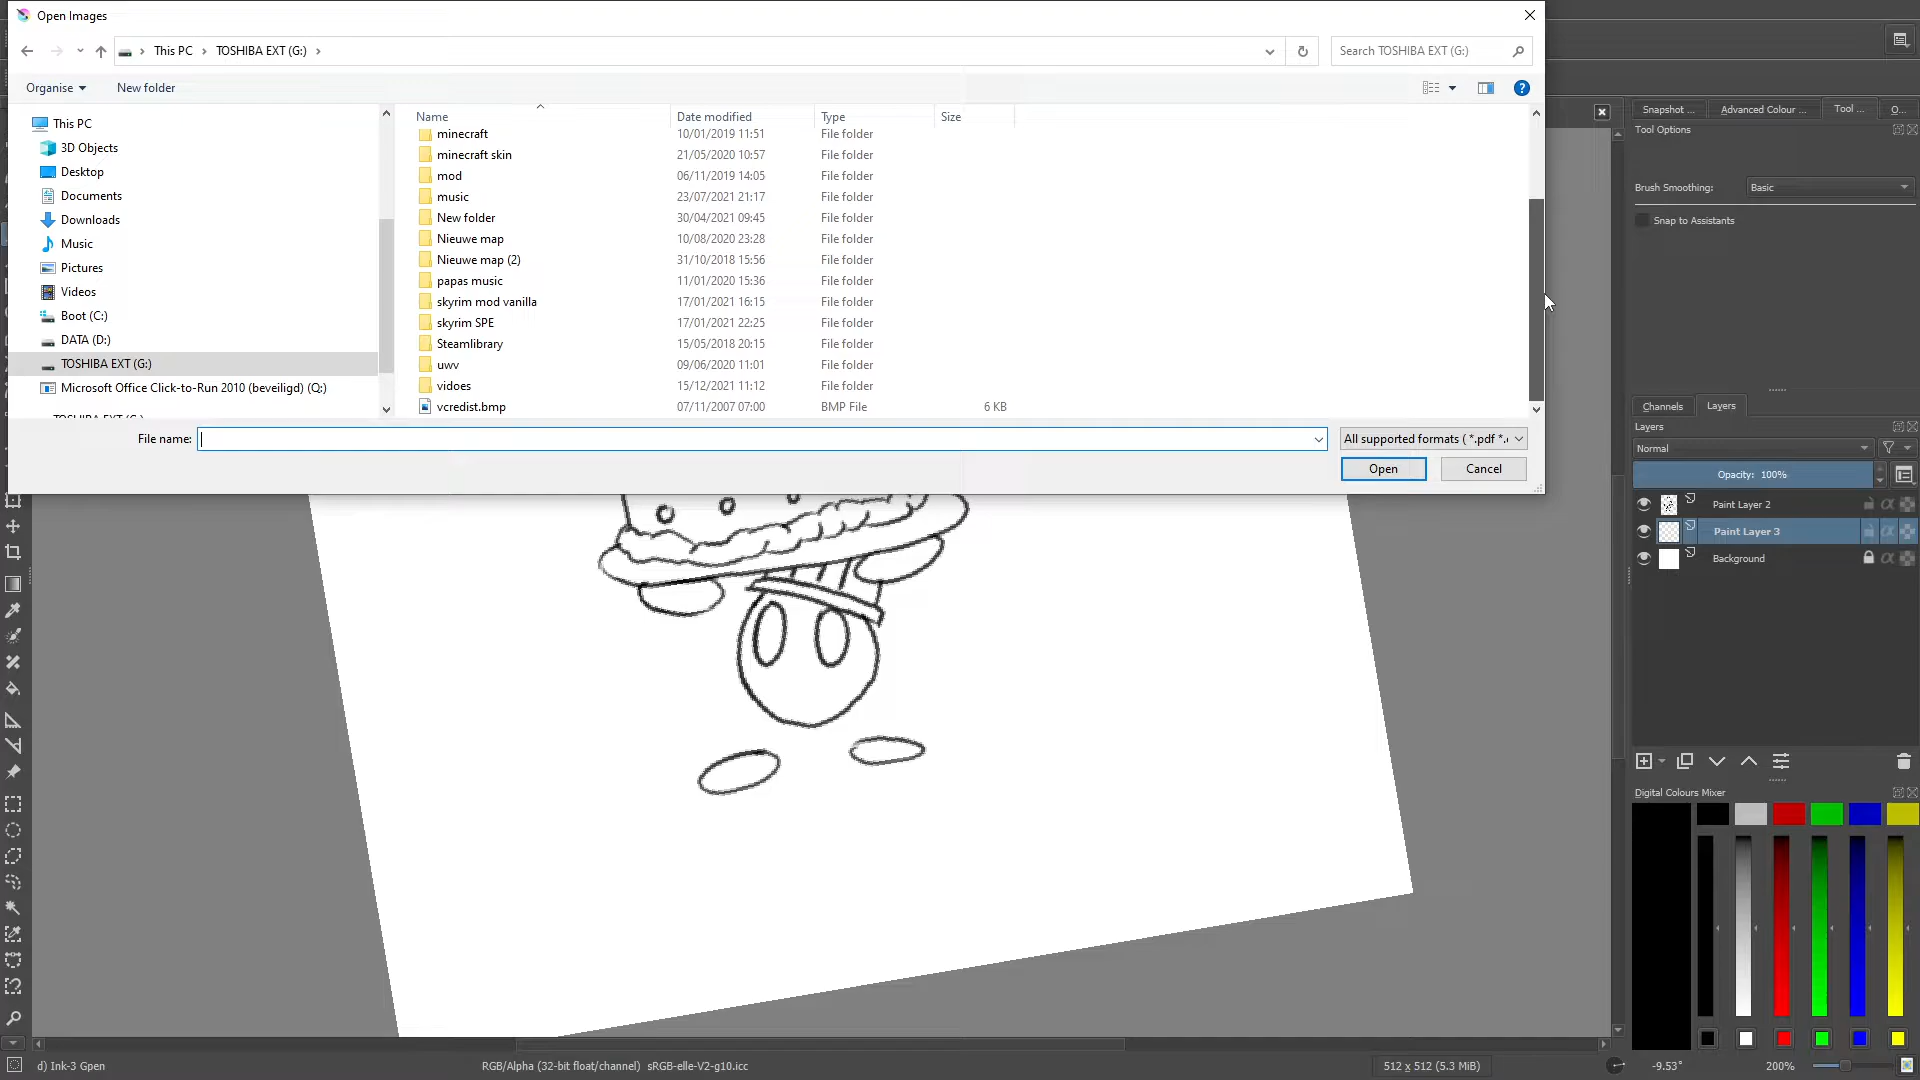 Open Images
This PC
TOSHIBA EXT (G:)
Search TOSHIBA EXT (G:)
Organise
New folder
Name
Date modified
Type
Size
This PC
3D Objects
Desktop
Documents
Downloads
Music
Pictures
Videos
Boot (C:)
DATA (D:)
TOSHIBA EXT (G:)
Microsoft Office Click-to-Run 2010 (beveiligd) (Q:)
minecraft 10/01/2019 11:51 File folder
minecraft skin 21/05/2020 10:57 File folder
mod 06/11/2019 14:05 File folder
music 23/07/2021 21:17 File folder
New folder 30/04/2021 09:45 File folder
Nieuwe map 10/08/2020 23:28 File folder
Nieuwe map (2) 31/10/2018 15:56 File folder
papas music 11/01/2020 15:36 File folder
skyrim mod vanilla 17/01/2021 16:15 File folder
skyrim SPE 17/01/2021 22:25 File folder
Steamlibrary 15/05/2018 20:15 File folder
uwv 09/06/2020 11:01 File folder
vidoes 15/12/2021 11:12 File folder
vcredist.bmp 07/11/2007 07:00 BMP File 6 KB
File name:
All supported formats ( *.pdf *.
Open
Cancel
Snapshot ...
Advanced Colour ...
Tool ...
O...
Tool Options
Brush Smoothing:
Basic
Snap to Assistants
Channels
Layers
Layers
Normal
Opacity: 100%
Paint Layer 2
Paint Layer 3
Background
Digital Colours Mixer
d) Ink-3 Gpen
RGB/Alpha (32-bit float/channel) sRGB-elle-V2-g10.icc
512 x 512 (5.3 MiB)
-9.53°
200%